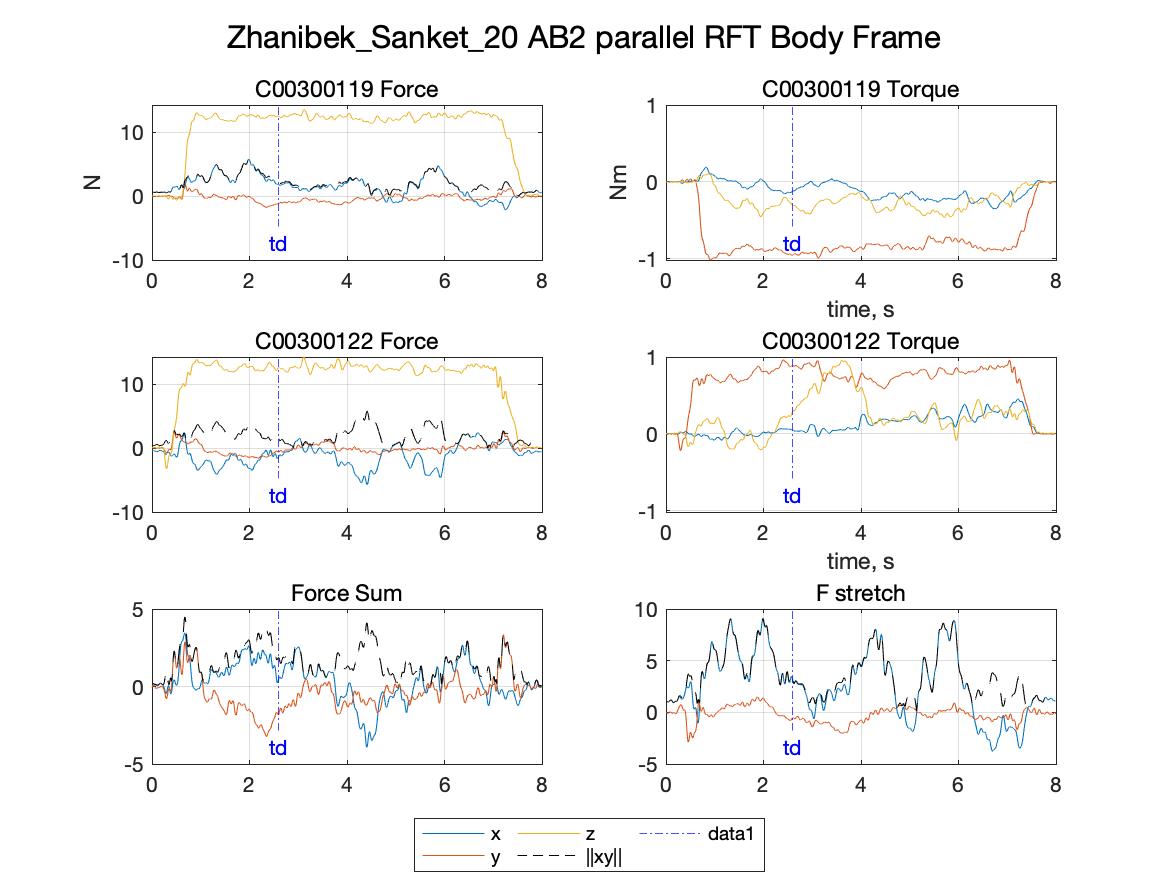 Zhanibek_Sanket_20 AB2 parallel RFT Body Frame
C00300119 Force
N
10
0
-10
td
0 2 4 6 8
C00300119 Torque
Nm
1
0
-1
td
0 2 4 6 8
time, s
C00300122 Force
10
0
-10
td
0 2 4 6 8
C00300122 Torque
1
0
-1
td
0 2 4 6 8
time, s
Force Sum
5
0
-5
td
0 2 4 6 8
F stretch
10
5
0
-5
td
0 2 4 6 8
x z data1
y ||xy||